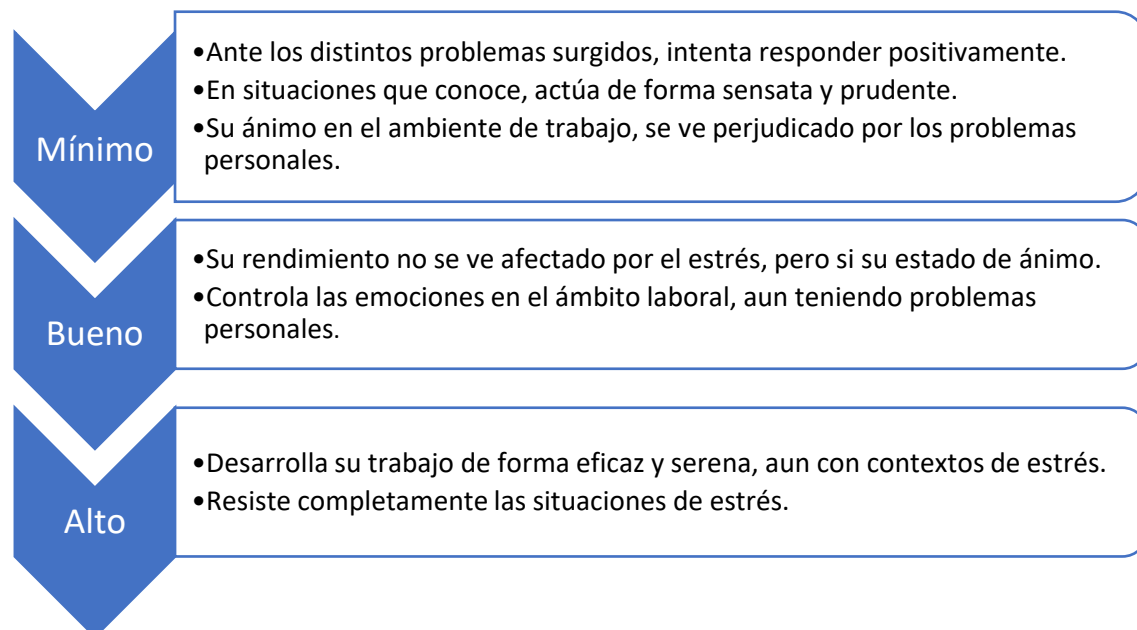 Mínimo
•Ante los distintos problemas surgidos, intenta responder positivamente.
•En situaciones que conoce, actúa de forma sensata y prudente.
•Su ánimo en el ambiente de trabajo, se ve perjudicado por los problemas
personales.
Bueno
•Su rendimiento no se ve afectado por el estrés, pero si su estado de ánimo.
•Controla las emociones en el ámbito laboral, aun teniendo problemas
personales.
Alto
•Desarrolla su trabajo de forma eficaz y serena, aun con contextos de estrés.
•Resiste completamente las situaciones de estrés.